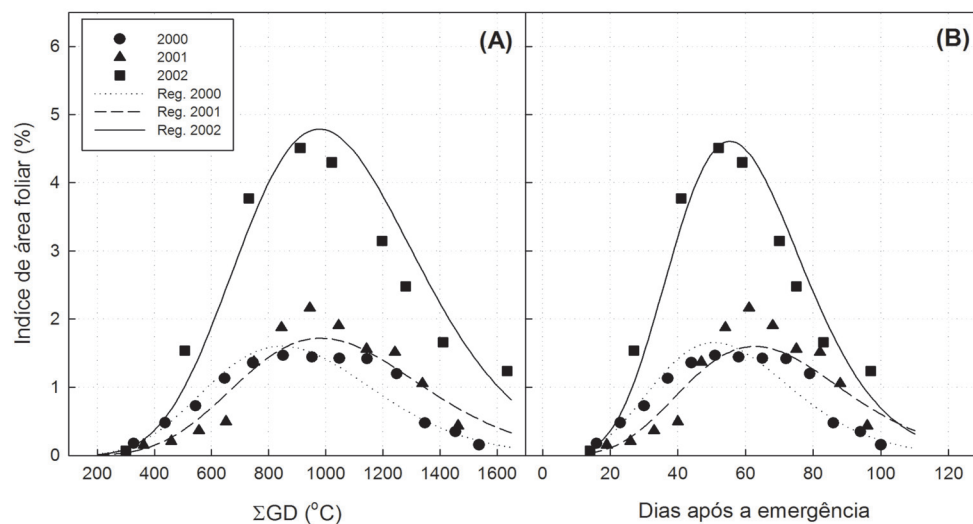 (A)
(B)
2000
2001
2002
Reg. 2000
Reg. 2001
Reg. 2002
Indice de área foliar (%)
6
5
4
3
2
1
0
200 400 600 800 1000 1200 1400 1600
0 20 40 60 80 100 120
ΣGD (°C)
Dias após a emergência